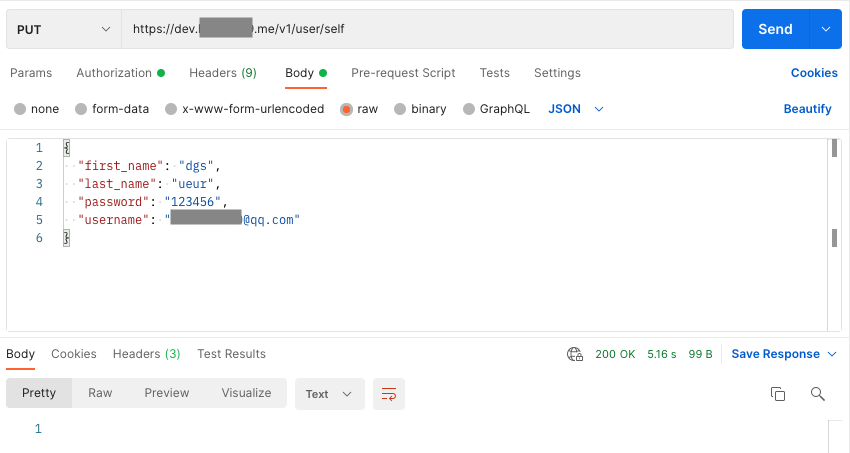 PUT https://dev. .me/v1/user/self Send
Params Authorization Headers (9) Body Pre-request Script Tests Settings Cookies
none form-data x-www-form-urlencoded raw binary GraphQL JSON Beautify
1 {
2 "first_name": "dgs",
3 "last_name": "ueur",
4 "password": "123456",
5 "username": " @qq.com"
6 }
Body Cookies Headers (3) Test Results 200 OK 5.16 s 99 B Save Response
Pretty Raw Preview Visualize Text
1